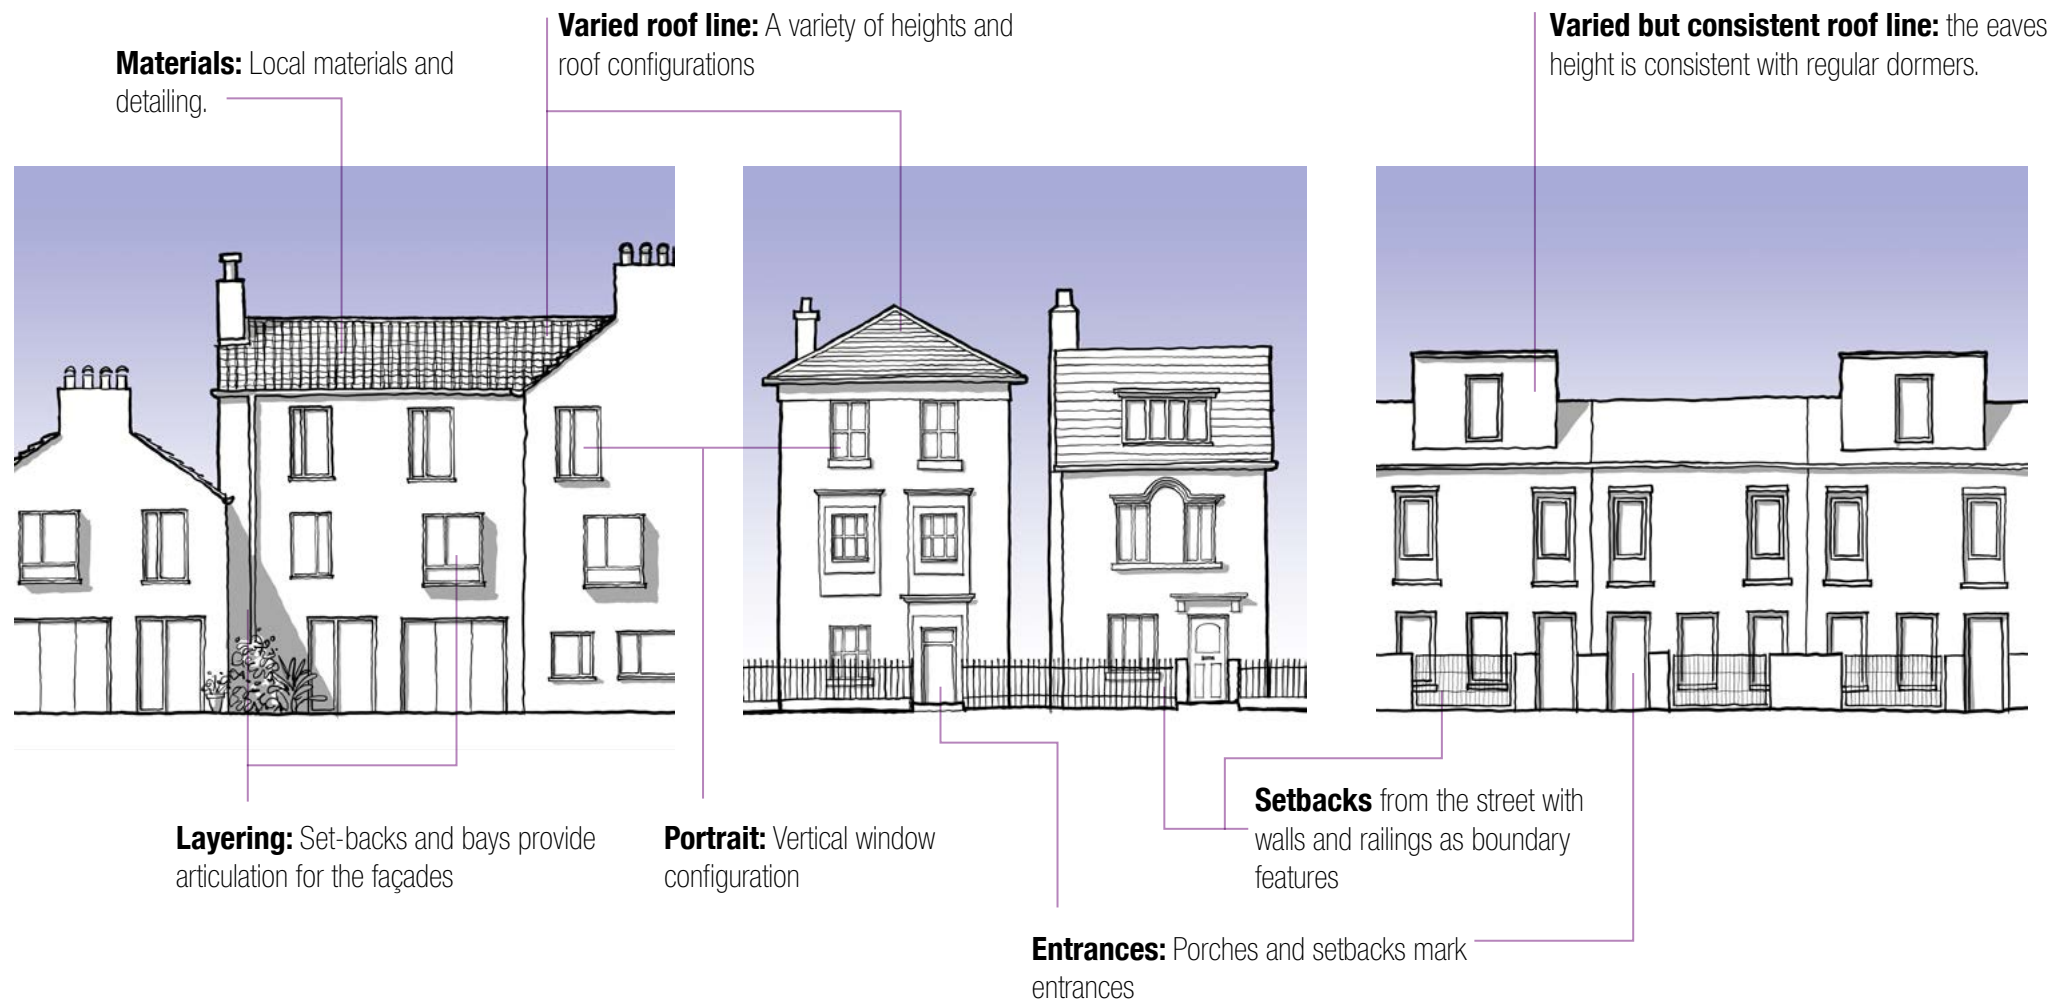 Varied roof line: A variety of heights and
roof configurations
Varied but consistent roof line: the eaves
height is consistent with regular dormers.
Materials: Local materials and
detailing.
Layering: Set-backs and bays provide
articulation for the façades
Portrait: Vertical window
configuration
Setbacks from the street with
walls and railings as boundary
features
Entrances: Porches and setbacks mark
entrances